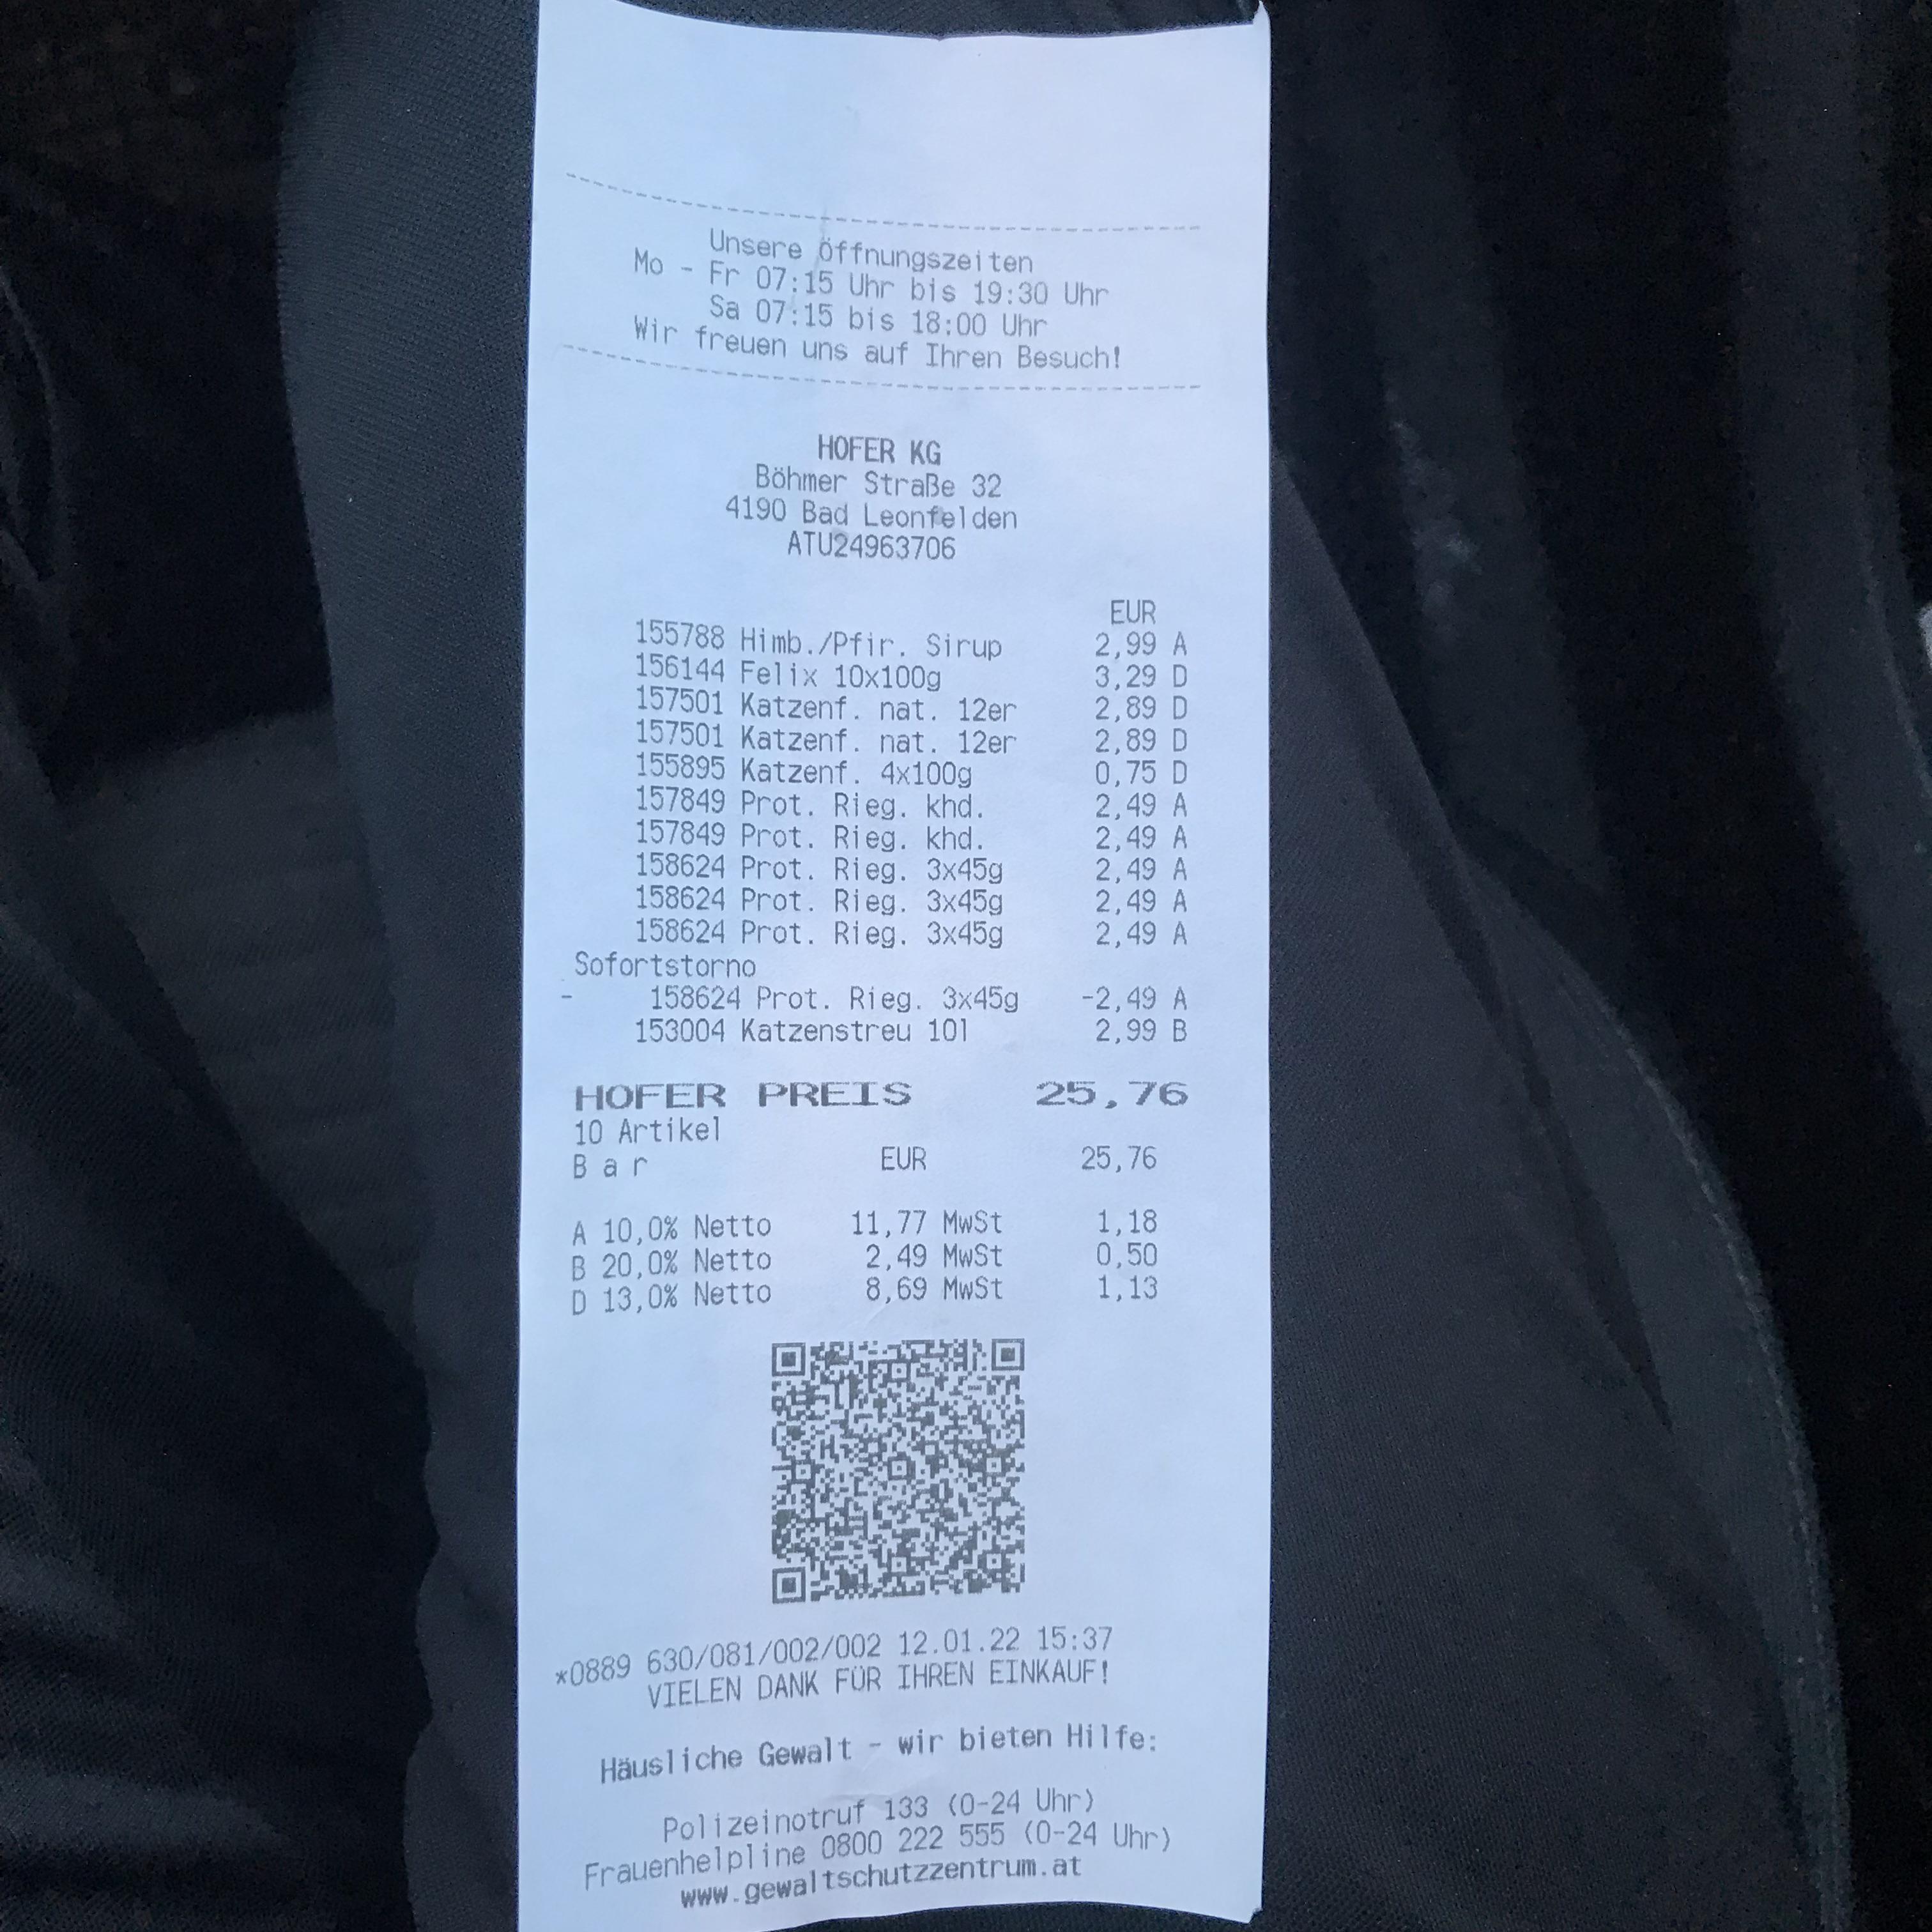 Unsere Öffnungszeiten
Mo - Fr 07:15 Uhr bis 19:30 Uhr
Sa 07:15 bis 18:00 Uhr
Wir freuen uns auf Ihren Besuch!
HOFER KG
Böhmer Straße 32
4190 Bad Leonfelden
ATU24963706
EUR
155788 Himb./Pfir. Sirup 2,99 A
156144 Felix 10x100g 3,29 D
157501 Katzenf. nat. 12er 2,89 D
157501 Katzenf. nat. 12er 2,89 D
155895 Katzenf. 4x100g 0,75 D
157849 Prot. Rieg. khd. 2,49 A
157849 Prot. Rieg. khd. 2,49 A
158624 Prot. Rieg. 3x45g 2,49 A
158624 Prot. Rieg. 3x45g 2,49 A
158624 Prot. Rieg. 3x45g 2,49 A
Sofortstorno
- 158624 Prot. Rieg. 3x45g -2,49 A
153004 Katzenstreu 10l 2,99 B
HOFER PREIS 25,76
10 Artikel
Bar EUR 25,76
A 10,0% Netto 11,77 MwSt 1,18
B 20,0% Netto 2,49 MwSt 0,50
D 13,0% Netto 8,69 MwSt 1,13
*0889 630/081/002/002 12.01.22 15:37
VIELEN DANK FÜR IHREN EINKAUF!
Häusliche Gewalt - wir bieten Hilfe:
Polizeinotruf 133 (0-24 Uhr)
Frauenhelpline 0800 222 555 (0-24 Uhr)
www.gewaltschutzzentrum.at